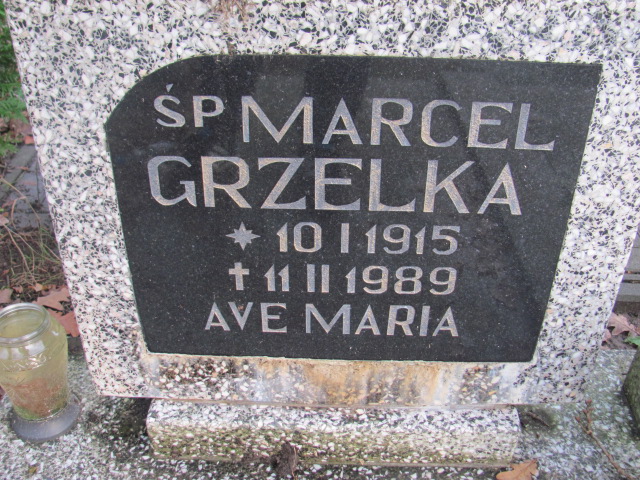 ŚP MARCEL
GRZELKA
* 10 I 1915
✝ 11 II 1989
AVE MARIA